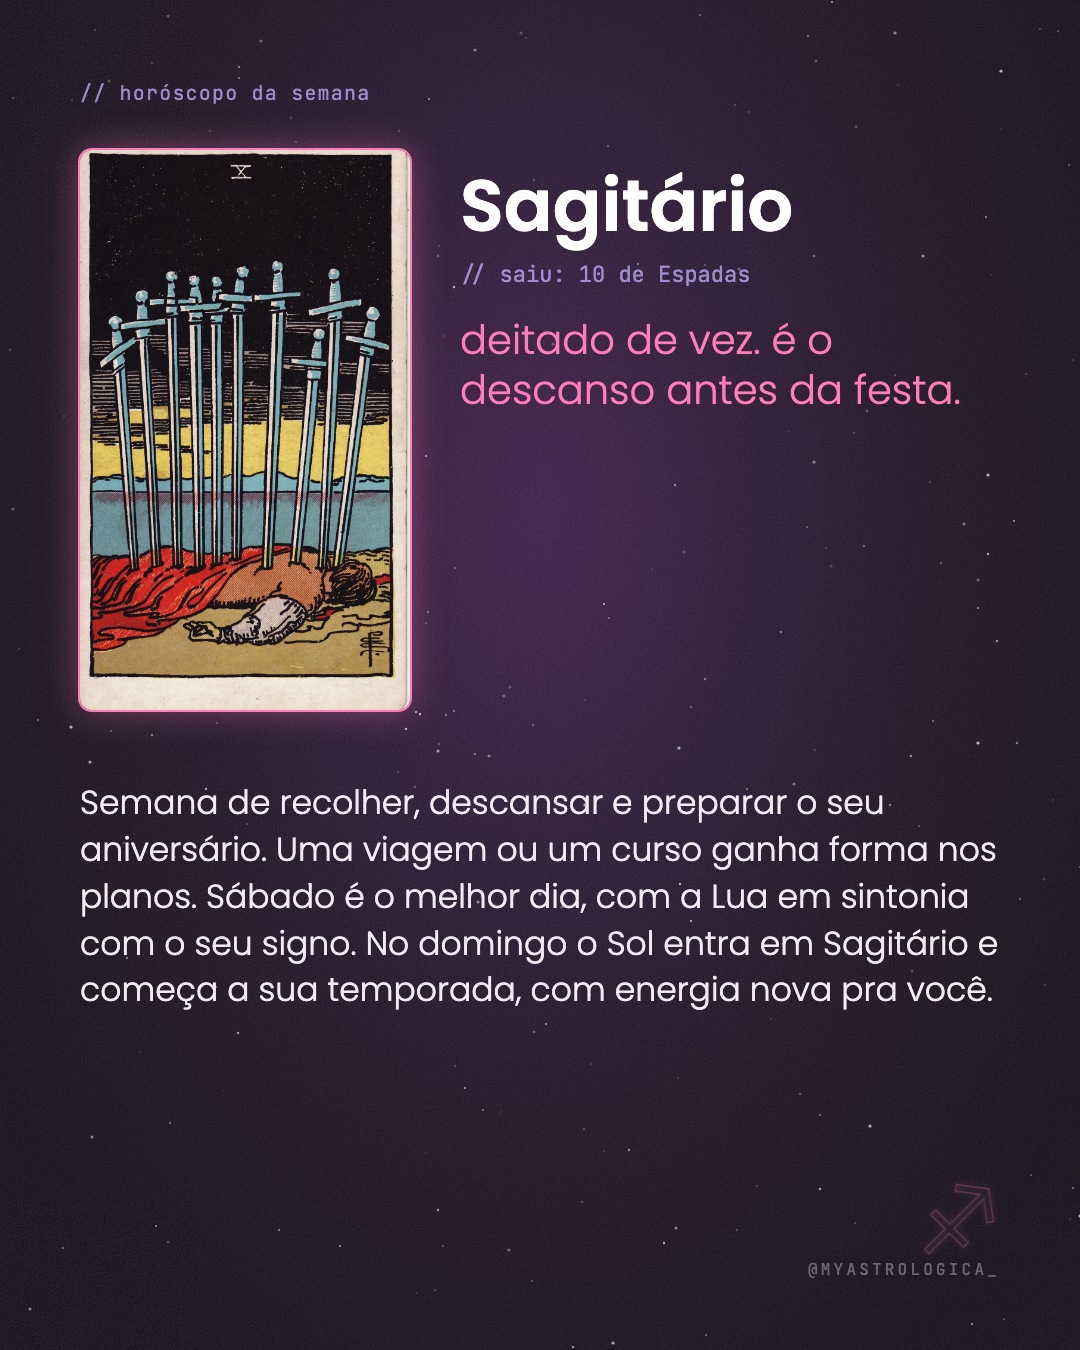 // horóscopo da semana
X
Sagitário
// saiu: 10 de Espadas
deitado de vez. é o
descanso antes da festa.
Semana de recolher, descansar e preparar o seu
aniversário. Uma viagem ou um curso ganha forma nos
planos. Sábado é o melhor dia, com a Lua em sintonia
com o seu signo. No domingo o Sol entra em Sagitário e
começa a sua temporada, com energia nova pra você.
@MYASTROLOGICA_